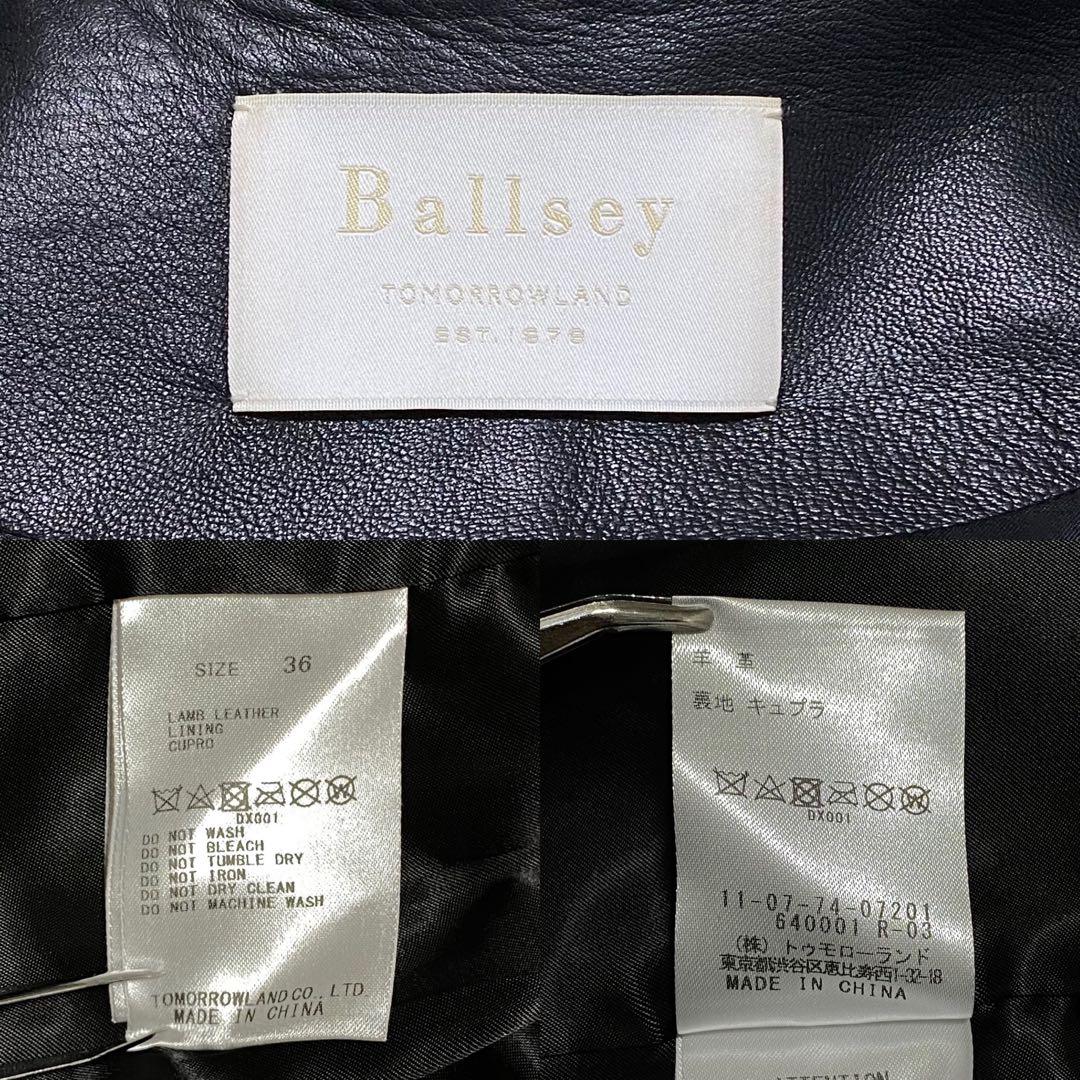 Ballsey
TOMORROWLAND
EST.1978
SIZE 36
LAMB LEATHER
LINING
CUPRO
DX001
DO NOT WASH
DO NOT BLEACH
DO NOT TUMBLE DRY
DO NOT IRON
DO NOT DRY CLEAN
DO NOT MACHINE WASH
TOMORROWLAND CO., LTD.
MADE IN CHINA
羊 革
裏地 キュプラ
DX001
11-07-74-07201
640001 R-03
(株)トゥモローランド
東京都渋谷区恵比寿西1-32-18
MADE IN CHINA
ATTENTION